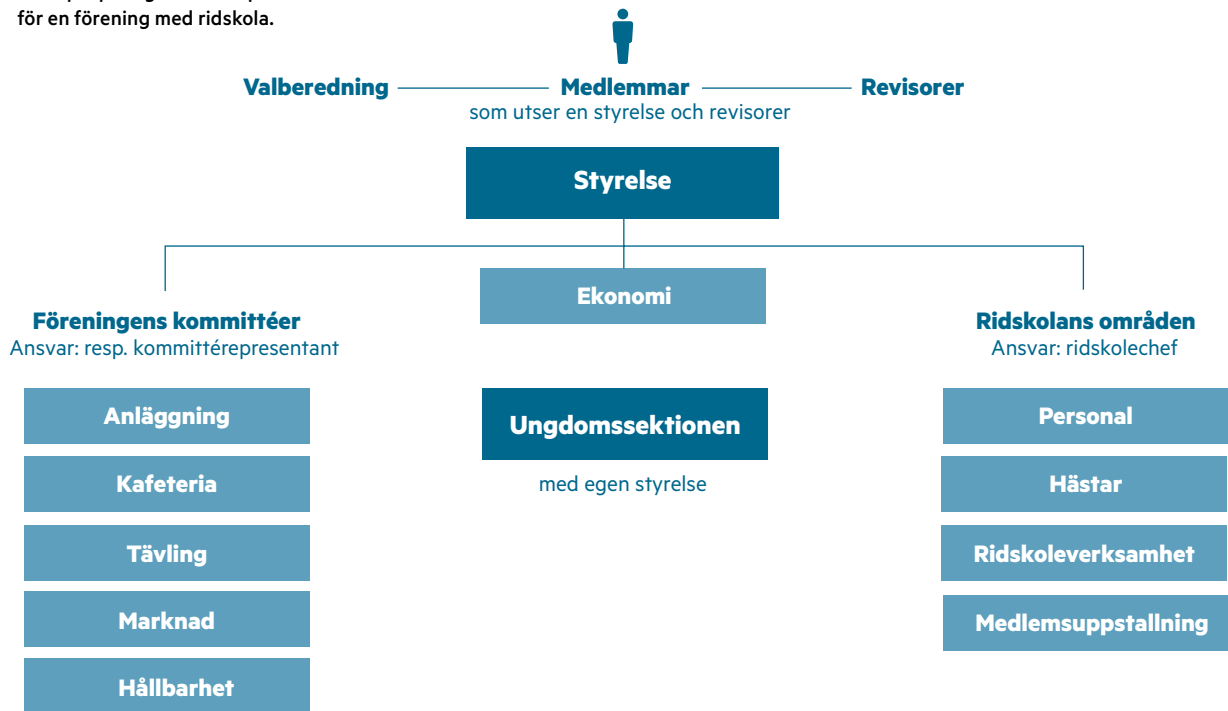 för en förening med ridskola.
Valberedning
Medlemmar
Revisorer
som utser en styrelse och revisorer
Styrelse
Ekonomi
Föreningens kommittéer
Ansvar: resp. kommittérepresentant
Anläggning
Kafeteria
Tävling
Marknad
Hållbarhet
Ungdomssektionen
med egen styrelse
Ridskolans områden
Ansvar: ridskolechef
Personal
Hästar
Ridskoleverksamhet
Medlemsuppstallning